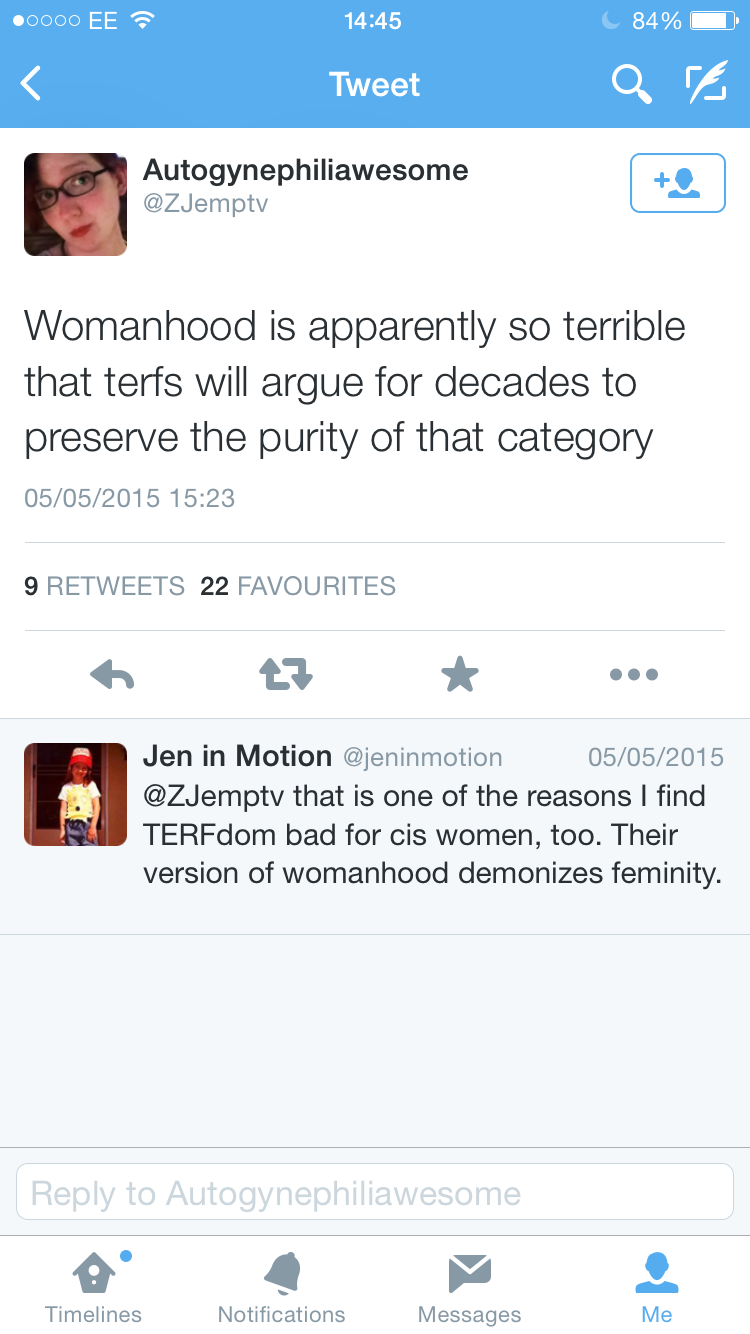 EE 14:45 84%
Tweet
Autogynephiliawesome
@ZJemptv
Womanhood is apparently so terrible
that terfs will argue for decades to
preserve the purity of that category
05/05/2015 15:23
9 RETWEETS 22 FAVOURITES
Jen in Motion @jeninmotion 05/05/2015
@ZJemptv that is one of the reasons I find
TERFdom bad for cis women, too. Their
version of womanhood demonizes feminity.
Reply to Autogynephiliawesome
Timelines Notifications Messages Me